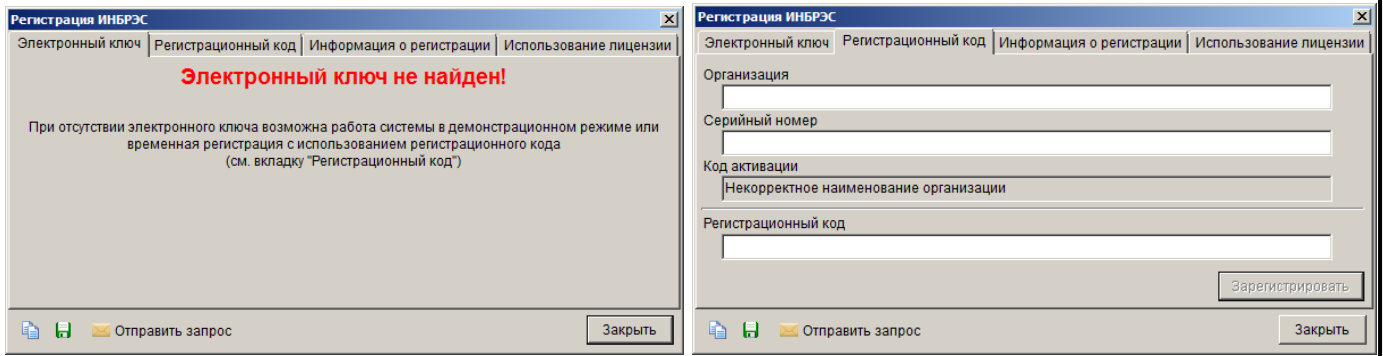 Регистрация ИНБРЭС
Электронный ключ Регистрационный код Информация о регистрации Использование лицензии
Электронный ключ не найден!
При отсутствии электронного ключа возможна работа системы в демонстрационном режиме или
временная регистрация с использованием регистрационного кода
(см. вкладку "Регистрационный код")
Отправить запрос Закрыть
Регистрация ИНБРЭС
Электронный ключ Регистрационный код Информация о регистрации Использование лицензии
Организация
Серийный номер
Код активации
Некорректное наименование организации
Регистрационный код
Зарегистрировать
Отправить запрос Закрыть